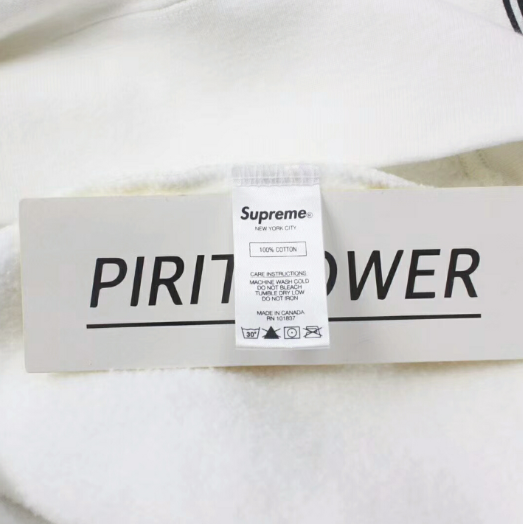 Supreme®
NEW YORK CITY
100% COTTON
CARE INSTRUCTIONS
MACHINE WASH COLD
DO NOT BLEACH
TUMBLE DRY LOW
DO NOT IRON
MADE IN CANADA
RN 101837
30°
PIRIT OWER